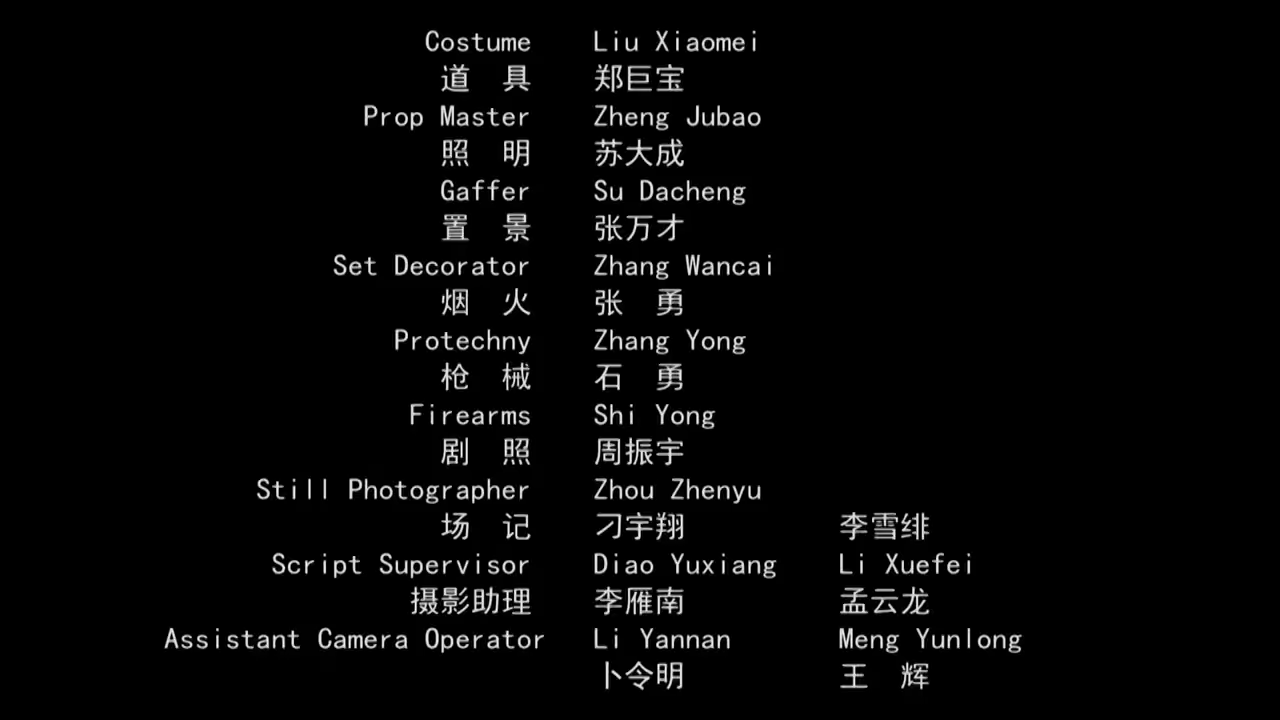 Costume Liu Xiaomei
道 具 郑巨宝
Prop Master Zheng Jubao
照 明 苏大成
Gaffer Su Dacheng
置 景 张万才
Set Decorator Zhang Wancai
烟 火 张 勇
Protechny Zhang Yong
枪 械 石 勇
Firearms Shi Yong
剧 照 周振宇
Still Photographer Zhou Zhenyu
场 记 刁宇翔 李雪绯
Script Supervisor Diao Yuxiang Li Xuefei
摄影助理 李雁南 孟云龙
Assistant Camera Operator Li Yannan Meng Yunlong
卜令明 王 辉